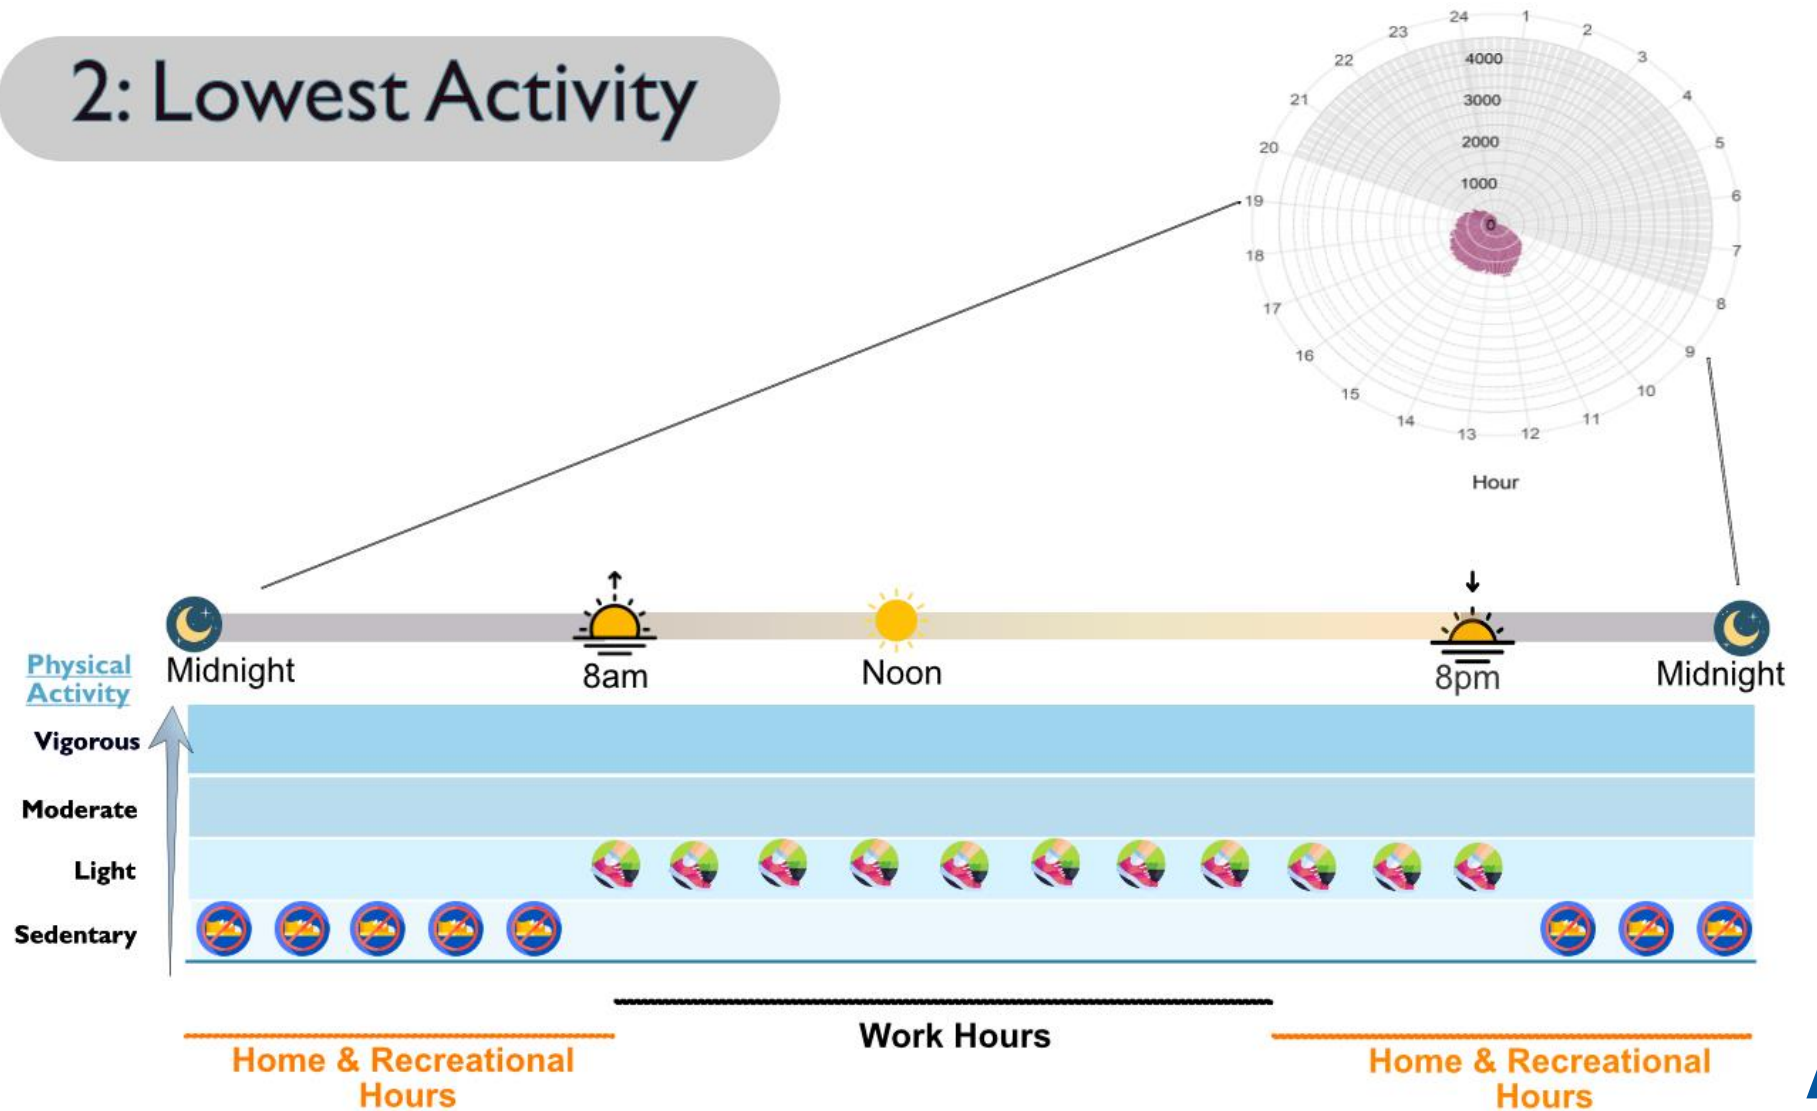 2: Lowest Activity
24
1
2
3
4
5
6
7
8
9
10
11
12
13
14
15
16
17
18
19
20
21
22
23
4000
3000
2000
1000
0
Hour
Midnight
8am
Noon
8pm
Midnight
Physical
Activity
Vigorous
Moderate
Light
Sedentary
Work Hours
Home & Recreational
Hours
Home & Recreational
Hours